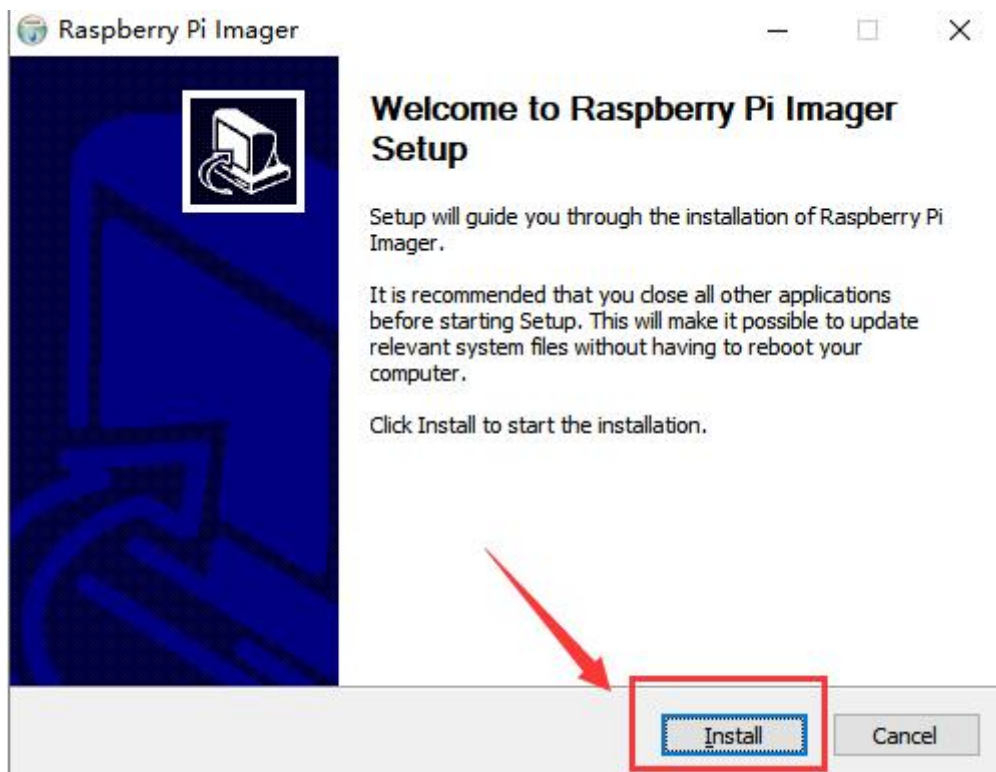 Raspberry Pi Imager
Welcome to Raspberry Pi Imager
Setup
Setup will guide you through the installation of Raspberry Pi
Imager.
It is recommended that you close all other applications
before starting Setup. This will make it possible to update
relevant system files without having to reboot your
computer.
Click Install to start the installation.
Install
Cancel